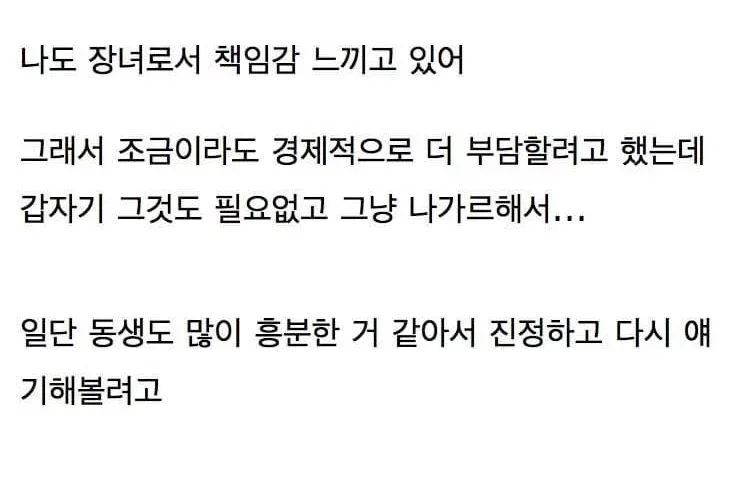 나도 장녀로서 책임감 느끼고 있어
그래서 조금이라도 경제적으로 더 부담할려고 했는데
갑자기 그것도 필요없고 그냥 나가르해서...
일단 동생도 많이 흥분한 거 같아서 진정하고 다시 얘
기해볼려고